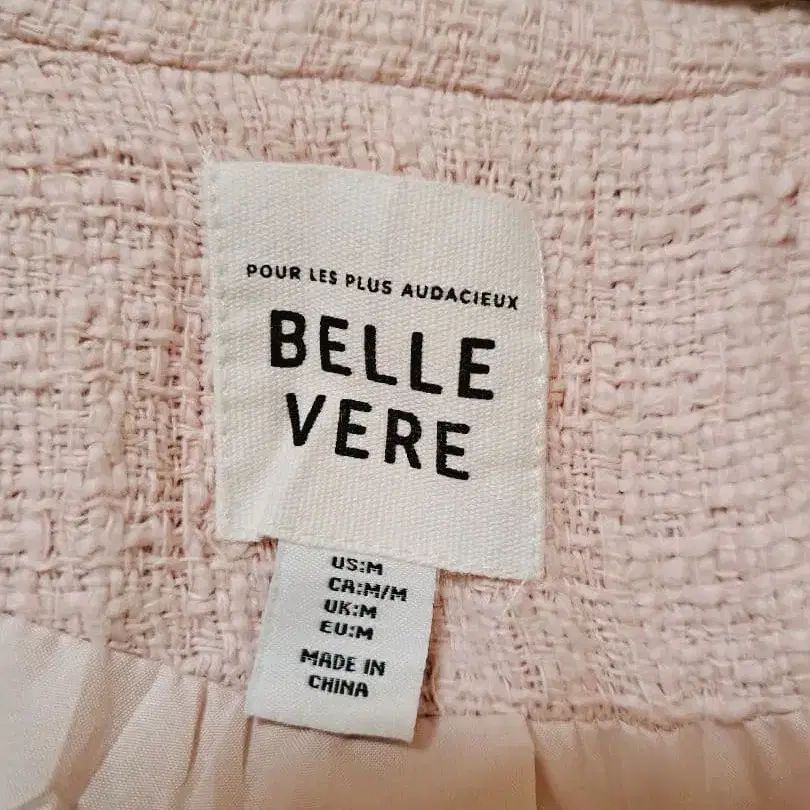 POUR LES PLUS AUDACIEUX
BELLE
VERE
US:M
CA:M/M
UK:M
EU:M
MADE IN
CHINA